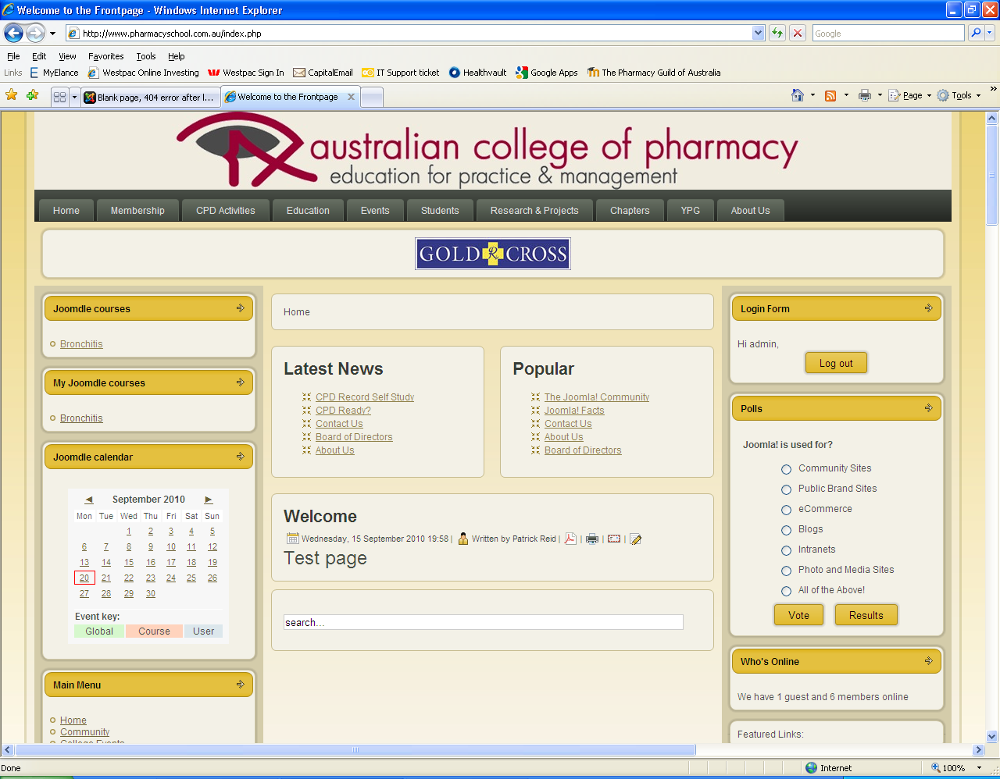 Welcome to the Frontpage - Windows Internet Explorer
http://www.pharmacyschool.com.au/index.php
Google
File Edit View Favorites Tools Help
Links MyElance Westpac Online Investing Westpac Sign In CapitalEmail IT Support ticket Healthvault Google Apps The Pharmacy Guild of Australia
Blank page, 404 error after l... Welcome to the Frontpage Page Tools
australian college of pharmacy
education for practice & management
Home Membership CPD Activities Education Events Students Research & Projects Chapters YPG About Us
GOLD R CROSS
Joomdle courses
Bronchitis
My Joomdle courses
Bronchitis
Joomdle calendar
◄ September 2010 ►
Mon Tue Wed Thu Fri Sat Sun
1 2 3 4 5
6 7 8 9 10 11 12
13 14 15 16 17 18 19
20 21 22 23 24 25 26
27 28 29 30
Event key:
Global Course User
Main Menu
Home
Community
College Events
Home
Latest News
CPD Record Self Study
CPD Ready?
Contact Us
Board of Directors
About Us
Popular
The Joomla! Community
Joomla! Facts
Contact Us
About Us
Board of Directors
Welcome
Wednesday, 15 September 2010 19:58 | Written by Patrick Reid | | | |
Test page
search...
Login Form
Hi admin,
Log out
Polls
Joomla! is used for?
Community Sites
Public Brand Sites
eCommerce
Blogs
Intranets
Photo and Media Sites
All of the Above!
Vote Results
Who's Online
We have 1 guest and 6 members online
Featured Links:
Done Internet 100%